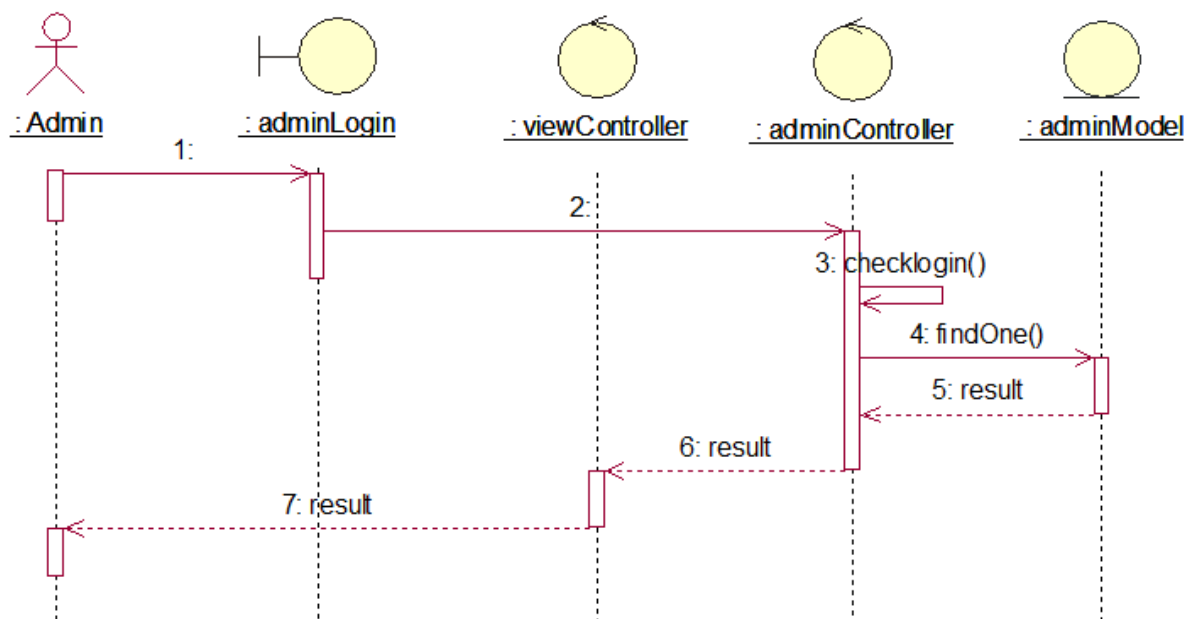 : Admin
: adminLogin
: viewController
: adminController
: adminModel
1:
2:
3: checklogin()
4: findOne()
5: result
6: result
7: result